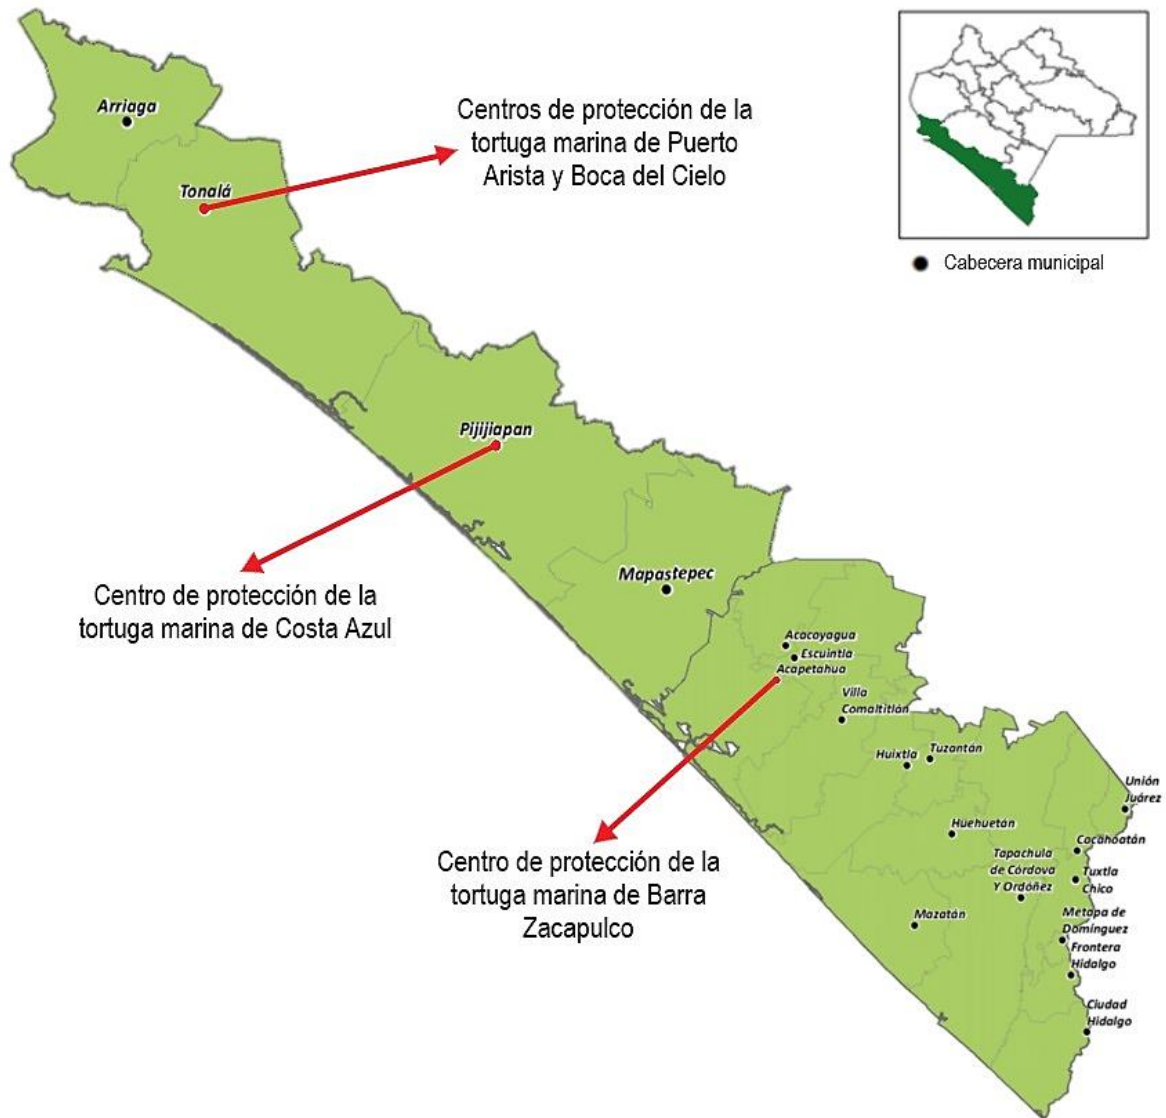 Arriaga
Centros de protección de la
tortuga marina de Puerto
Arista y Boca del Cielo
Tonalá
Cabecera municipal
Pijijiapan
Centro de protección de la
tortuga marina de Costa Azul
Mapastepec
Acacoyagua
Escuintla
Acapetahua
Villa
Comaltitlán
Huixtla
Tuzantán
Unión
Juárez
Huehuetán
Cacahoatán
Centro de protección de la
tortuga marina de Barra
Zacapulco
Tapachula
de Córdova
Y Ordóñez
Tuxtla
Chico
Mazatán
Metapa de
Domínguez
Frontera
Hidalgo
Ciudad
Hidalgo